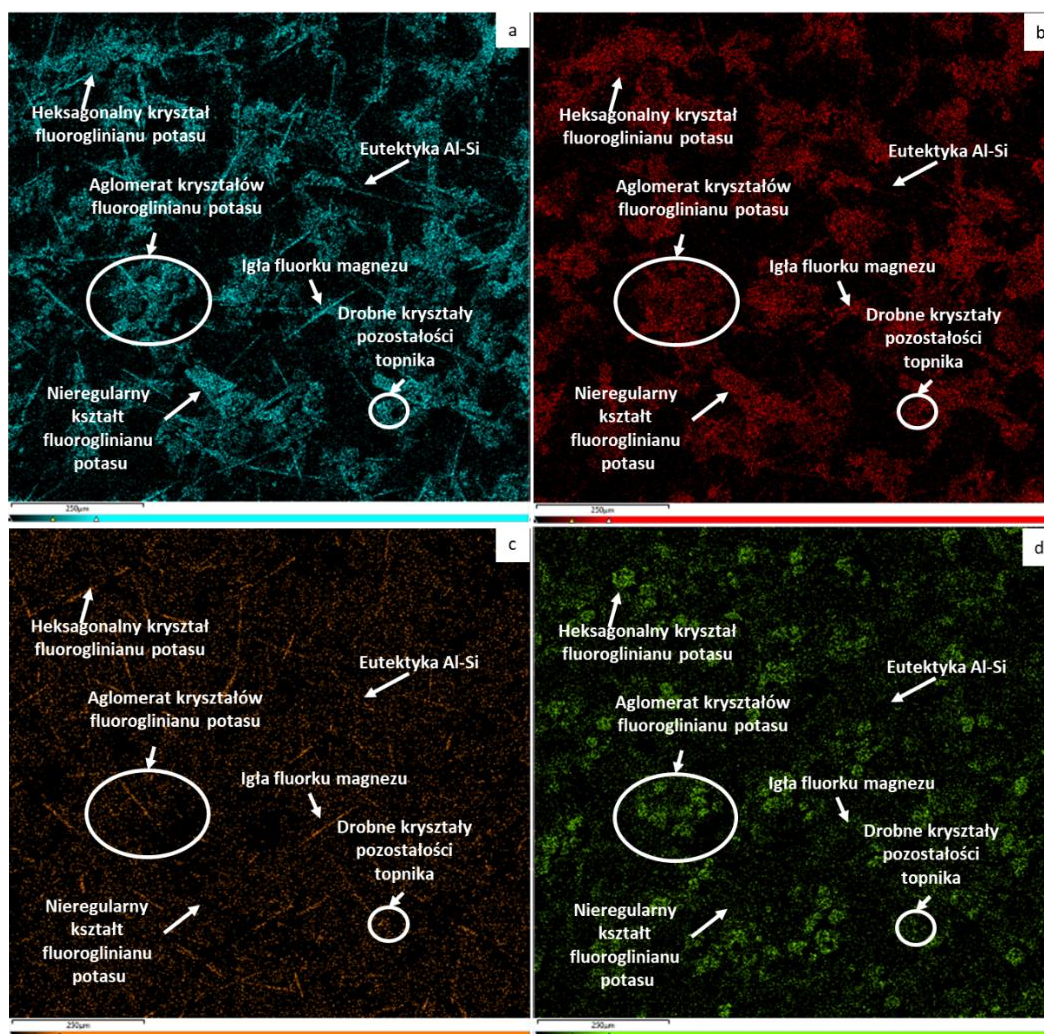 a
Heksagonalny kryształ
fluoroglinianu potasu
Eutektyka Al-Si
Aglomerat kryształów
fluoroglinianu potasu
Igła fluorku magnezu
Drobne kryształy
pozostałości
topnika
Nieregularny
kształt
fluoroglinianu
potasu
250µm
b
Heksagonalny kryształ
fluoroglinianu potasu
Eutektyka Al-Si
Aglomerat kryształów
fluoroglinianu potasu
Igła fluorku magnezu
Drobne kryształy
pozostałości
topnika
Nieregularny
kształt
fluoroglinianu
potasu
250µm
c
Heksagonalny kryształ
fluoroglinianu potasu
Eutektyka Al-Si
Aglomerat kryształów
fluoroglinianu potasu
Igła fluorku magnezu
Drobne kryształy
pozostałości
topnika
Nieregularny
kształt
fluoroglinianu
potasu
250µm
d
Heksagonalny kryształ
fluoroglinianu potasu
Eutektyka Al-Si
Aglomerat kryształów
fluoroglinianu potasu
Igła fluorku magnezu
Drobne kryształy
pozostałości
topnika
Nieregularny
kształt
fluoroglinianu
potasu
250µm